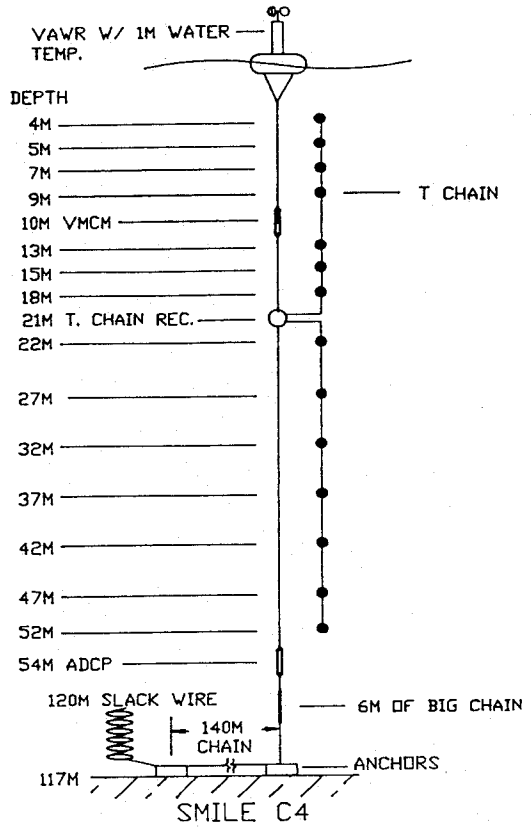 VAWR W/ 1M WATER
TEMP.
DEPTH
4M
5M
7M
9M
T CHAIN
10M VMCM
13M
15M
18M
21M T. CHAIN REC.
22M
27M
32M
37M
42M
47M
52M
54M ADCP
120M SLACK WIRE
6M OF BIG CHAIN
140M
CHAIN
ANCHORS
117M
SMILE C4